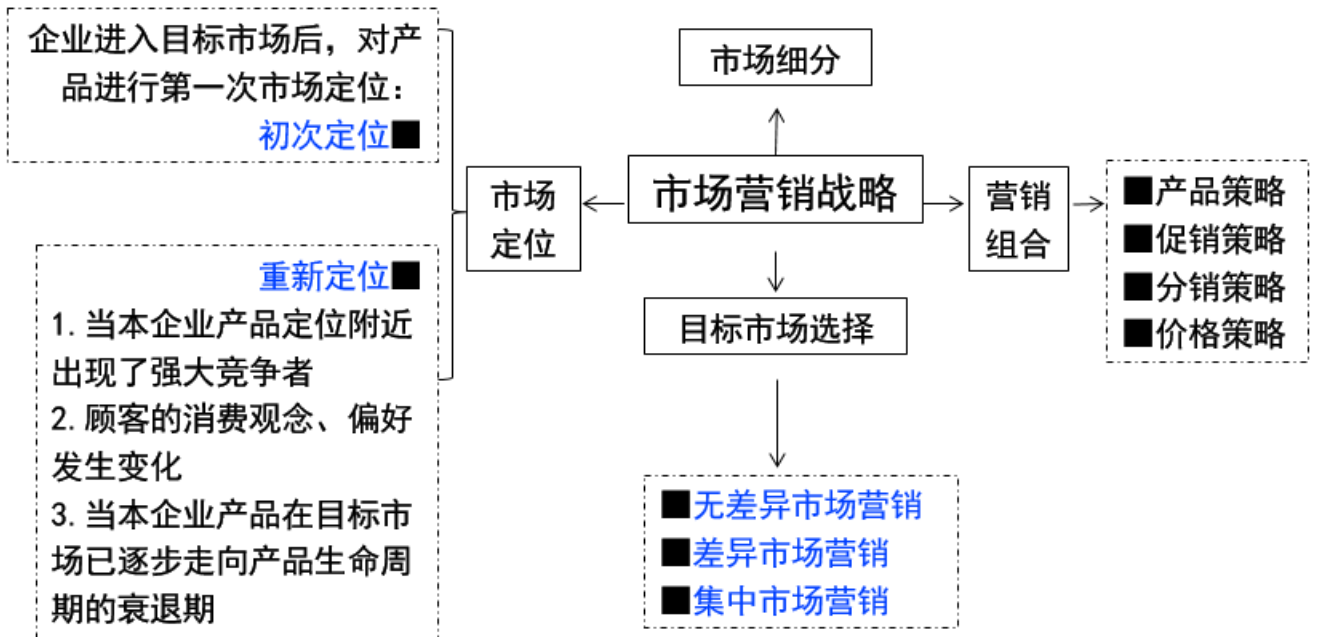 企业进入目标市场后，对产
品进行第一次市场定位：
初次定位■
重新定位■
1.当本企业产品定位附近
出现了强大竞争者
2.顾客的消费观念、偏好
发生变化
3.当本企业产品在目标市
场已逐步走向产品生命周
期的衰退期
市场
定位
市场细分
市场营销战略
目标市场选择
■无差异市场营销
■差异市场营销
■集中市场营销
营销
组合
■产品策略
■促销策略
■分销策略
■价格策略